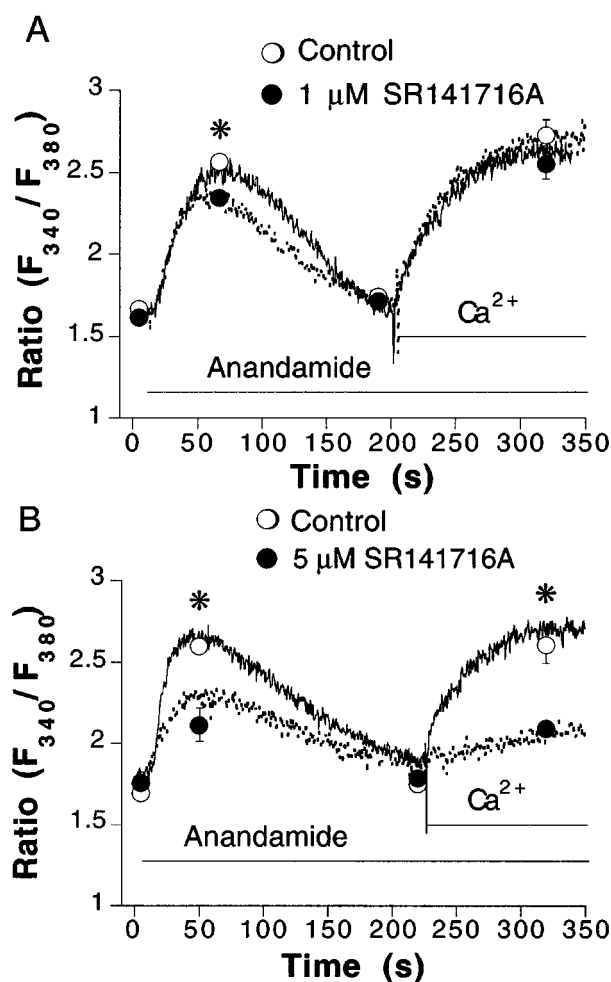 A
Control
1 μM SR141716A
*
3
2.5
2
1.5
1
Ratio (F340/F380)
Ca2+
Anandamide
0 50 100 150 200 250 300 350
Time (s)
B
Control
5 μM SR141716A
* *
3
2.5
2
1.5
1
Ratio (F340/F380)
Ca2+
Anandamide
0 50 100 150 200 250 300 350
Time (s)